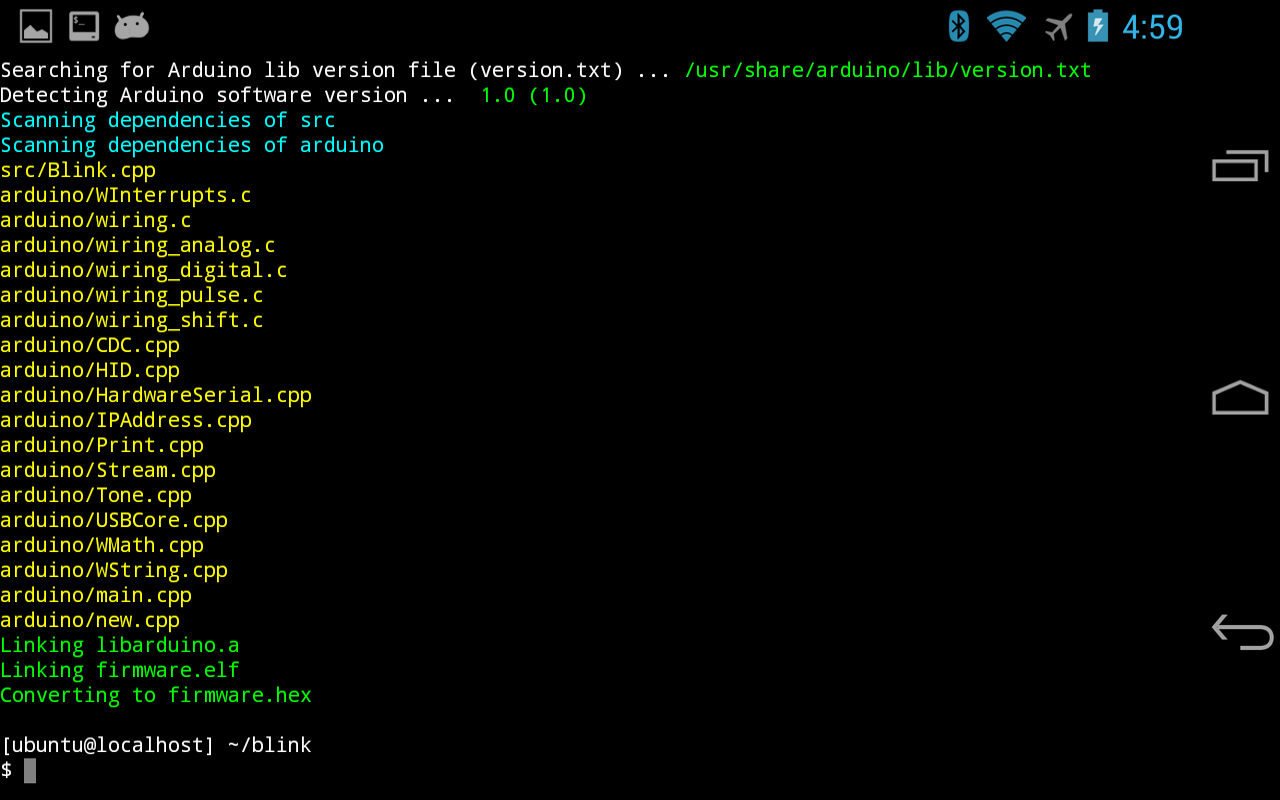 4:59
Searching for Arduino lib version file (version.txt) ... /usr/share/arduino/lib/version.txt
Detecting Arduino software version ...  1.0 (1.0)
Scanning dependencies of src
Scanning dependencies of arduino
src/Blink.cpp
arduino/WInterrupts.c
arduino/wiring.c
arduino/wiring_analog.c
arduino/wiring_digital.c
arduino/wiring_pulse.c
arduino/wiring_shift.c
arduino/CDC.cpp
arduino/HID.cpp
arduino/HardwareSerial.cpp
arduino/IPAddress.cpp
arduino/Print.cpp
arduino/Stream.cpp
arduino/Tone.cpp
arduino/USBCore.cpp
arduino/WMath.cpp
arduino/WString.cpp
arduino/main.cpp
arduino/new.cpp
Linking libarduino.a
Linking firmware.elf
Converting to firmware.hex
[ubuntu@localhost] ~/blink
$